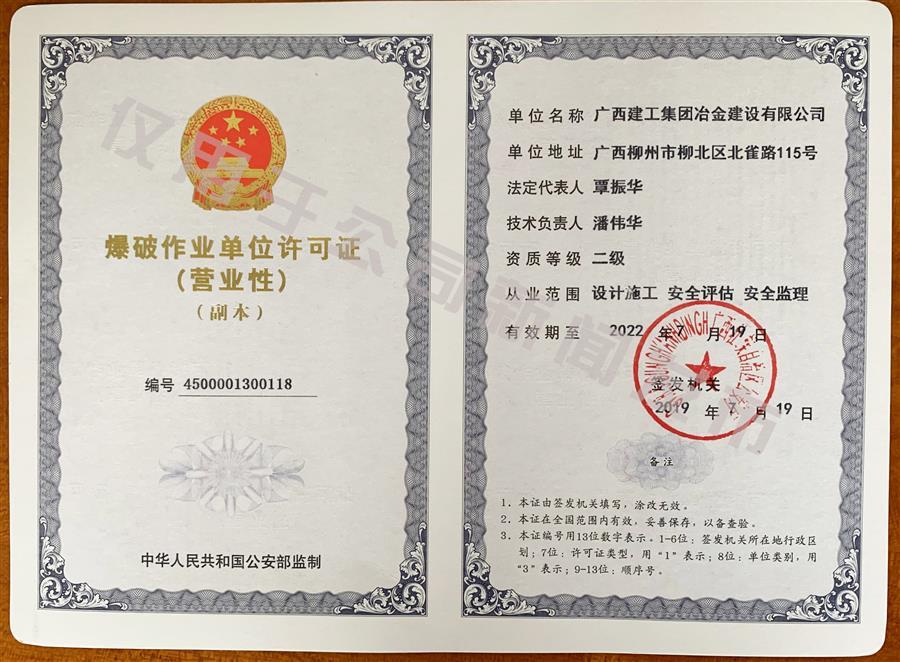 爆破作业单位许可证
(营业性)
(副本)
编号 4500001300118
中华人民共和国公安部监制
单位名称 广西建工集团冶金建设有限公司
单位地址 广西柳州市柳北区北雀路115号
法定代表人 覃振华
技术负责人 潘伟华
资质等级 二级
从业范围 设计施工 安全评估 安全监理
有效期至 2022 年 7 月 19 日
签发机关
2019 年 7 月 19 日
备注
1. 本证由签发机关填写，涂改无效。
2. 本证在全国范围内有效，妥善保存，以备查验。
3. 本证编号用13位数字表示。1-6位：签发机关所在地行政区
划；7位：许可证类型，用"1"表示；8位：单位类别，用
"3"表示；9-13位：顺序号。
仅用于公司新闻发布